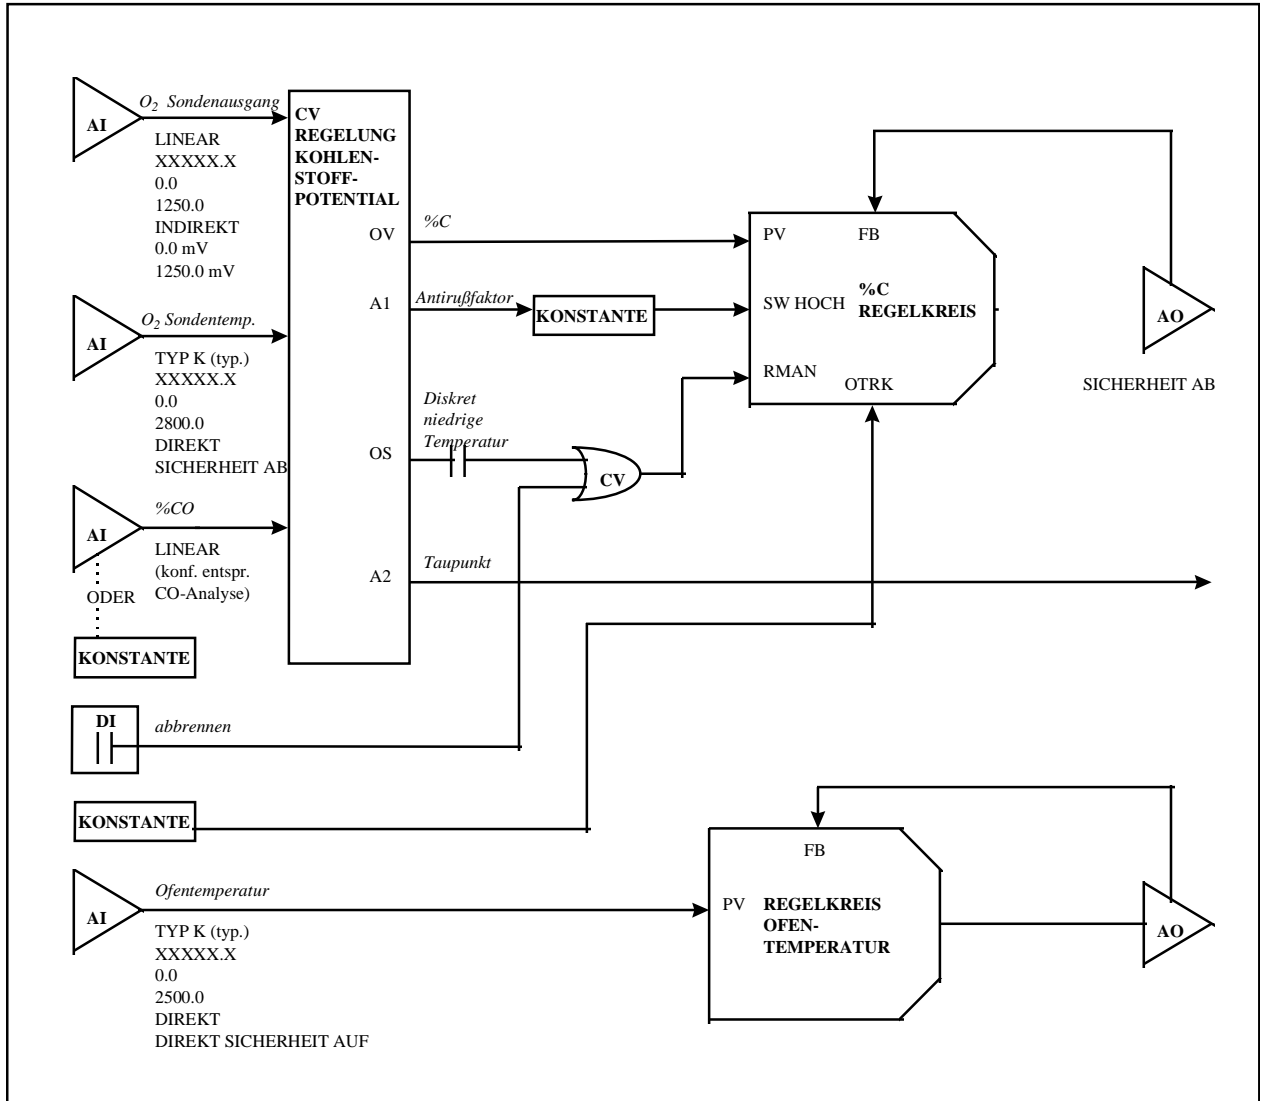 AI
O2 Sondenausgang
LINEAR
XXXXX.X
0.0
1250.0
INDIREKT
0.0 mV
1250.0 mV
AI
O2 Sondentemp.
TYP K (typ.)
XXXXX.X
0.0
2800.0
DIREKT
SICHERHEIT AB
AI
%CO
LINEAR
(konf. entspr.
CO-Analyse)
ODER
KONSTANTE
DI
abbrennen
KONSTANTE
AI
Ofentemperatur
TYP K (typ.)
XXXXX.X
0.0
2500.0
DIREKT
DIREKT SICHERHEIT AUF
CV
REGELUNG
KOHLEN-
STOFF-
POTENTIAL
OV
A1
OS
A2
%C
Antirußfaktor
KONSTANTE
Diskret
niedrige
Temperatur
CV
Taupunkt
PV
FB
SW HOCH
%C
REGELKREIS
RMAN
OTRK
AO
SICHERHEIT AB
FB
PV
REGELKREIS
OFEN-
TEMPERATUR
AO